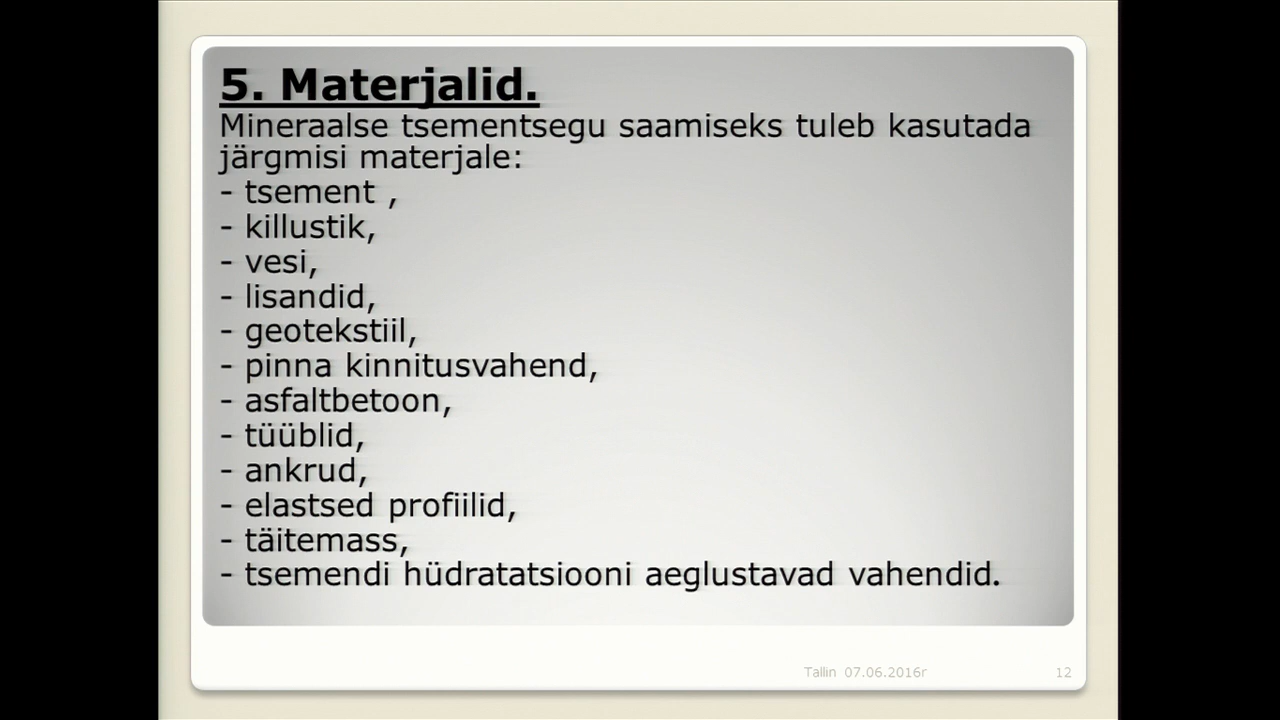 5. Materjalid.
Mineraalse tsementsegu saamiseks tuleb kasutada
järgmisi materjale:
- tsement ,
- killustik,
- vesi,
- lisandid,
- geotekstiil,
- pinna kinnitusvahend,
- asfaltbetoon,
- tüüblid,
- ankrud,
- elastsed profiilid,
- täitemass,
- tsemendi hüdratatsiooni aeglustavad vahendid.
Tallin 07.06.2016r 12